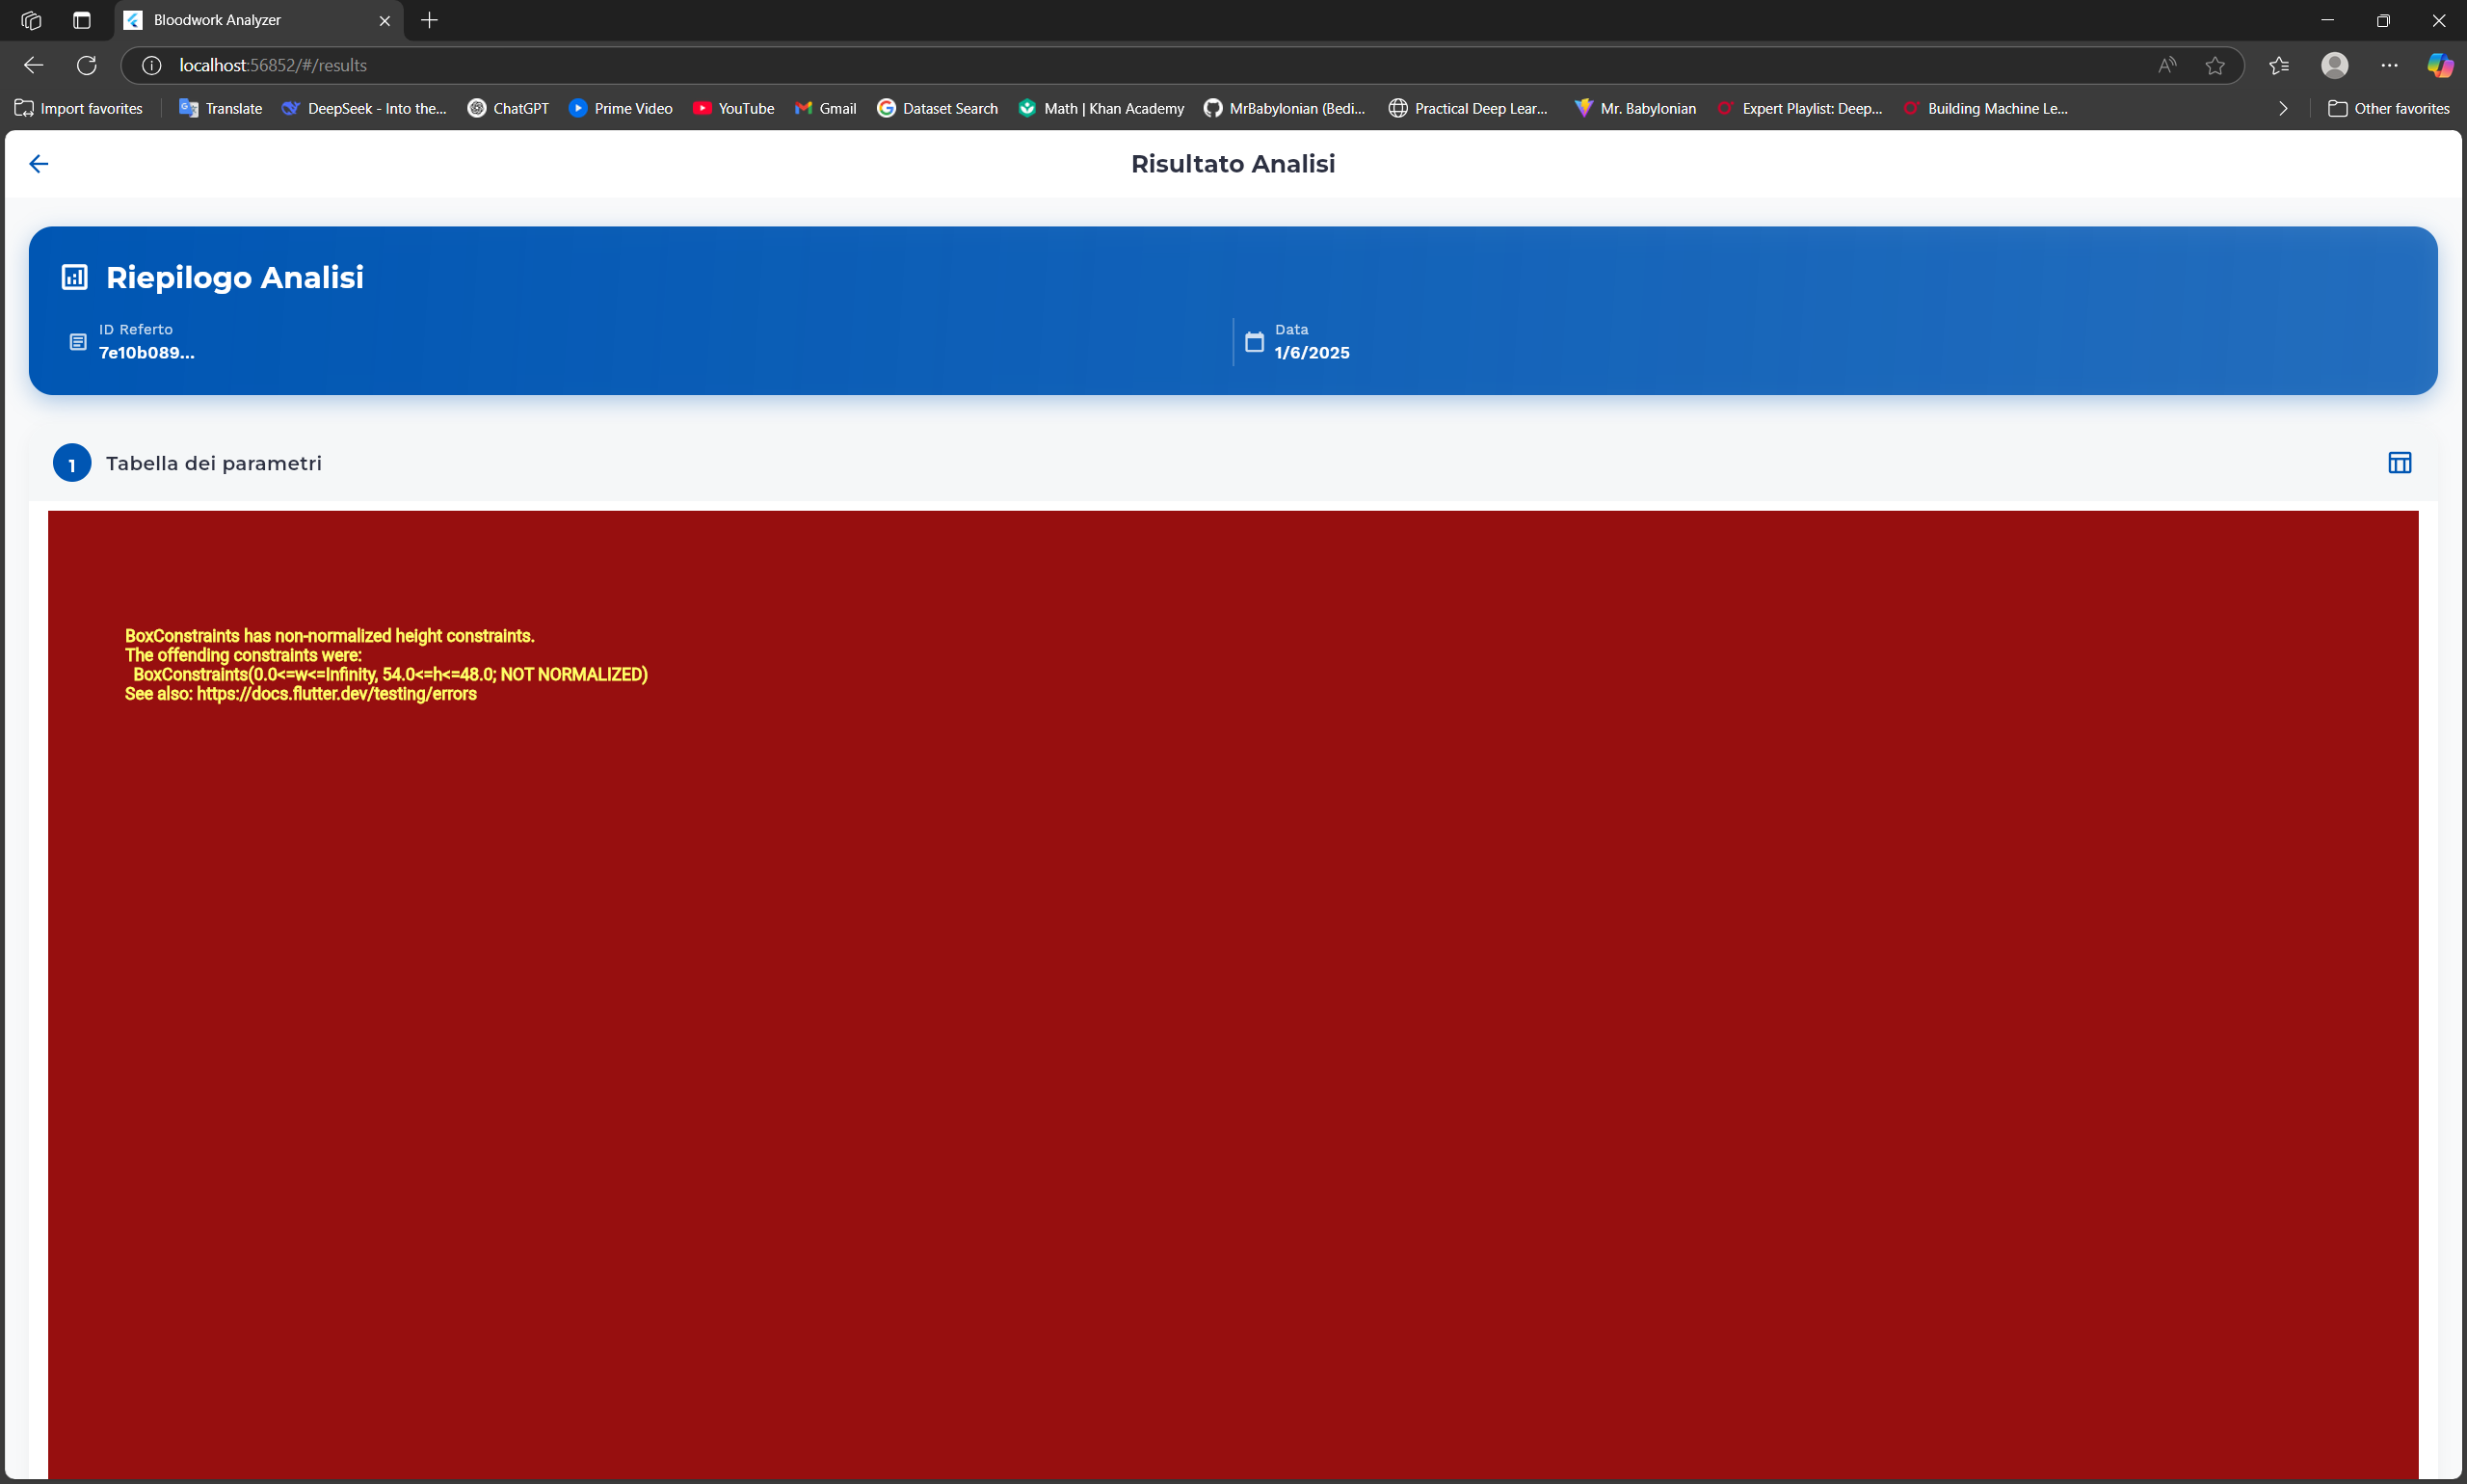 Bloodwork Analyzer
localhost:56852/#/results
Import favorites
Translate
DeepSeek - Into the...
ChatGPT
Prime Video
YouTube
Gmail
Dataset Search
Math | Khan Academy
MrBabylonian (Bedi...
Practical Deep Lear...
Mr. Babylonian
Expert Playlist: Deep...
Building Machine Le...
Other favorites
Risultato Analisi
Riepilogo Analisi
ID Referto
7e10b089...
Data
1/6/2025
1 Tabella dei parametri
BoxConstraints has non-normalized height constraints.
The offending constraints were:
BoxConstraints(0.0<=w<=Infinity, 54.0<=h<=48.0; NOT NORMALIZED)
See also: https://docs.flutter.dev/testing/errors